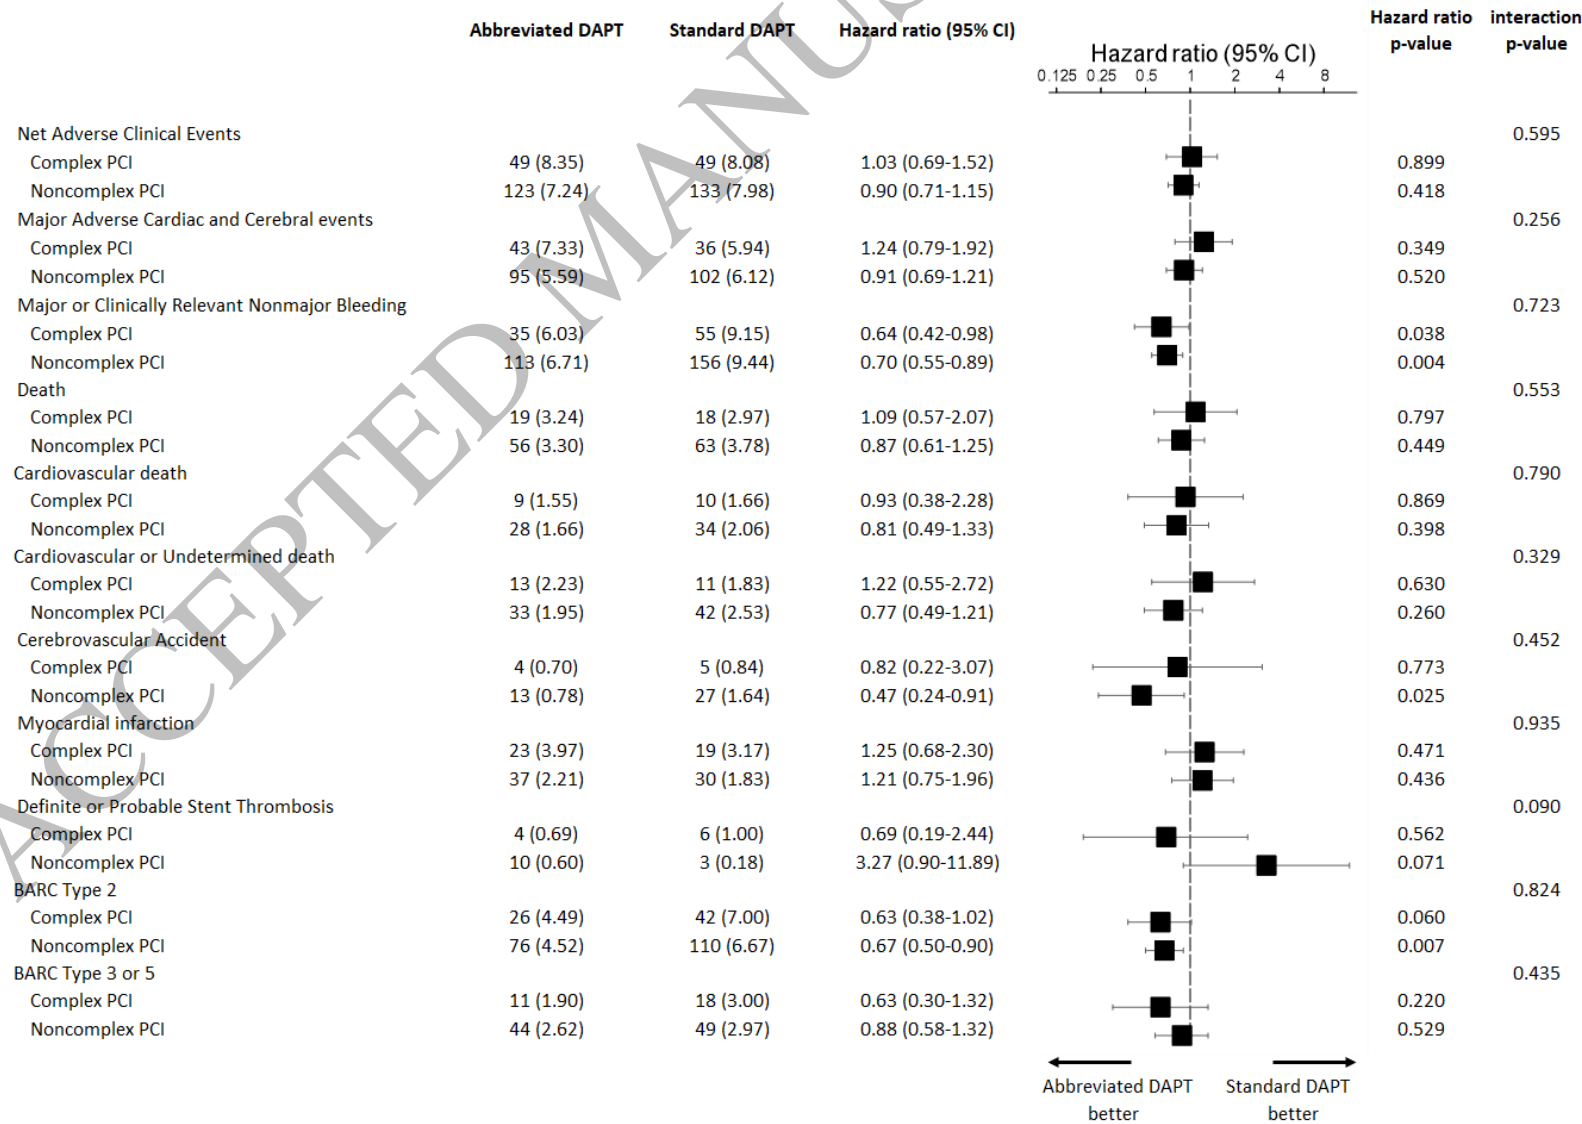 Abbreviated DAPT Standard DAPT Hazard ratio (95% CI) Hazard ratio p-value interaction p-value
Hazard ratio (95% CI)
0.125 0.25 0.5 1 2 4 8
Net Adverse Clinical Events 0.595
Complex PCI 49 (8.35) 49 (8.08) 1.03 (0.69-1.52) 0.899
Noncomplex PCI 123 (7.24) 133 (7.98) 0.90 (0.71-1.15) 0.418
Major Adverse Cardiac and Cerebral events 0.256
Complex PCI 43 (7.33) 36 (5.94) 1.24 (0.79-1.92) 0.349
Noncomplex PCI 95 (5.59) 102 (6.12) 0.91 (0.69-1.21) 0.520
Major or Clinically Relevant Nonmajor Bleeding 0.723
Complex PCI 35 (6.03) 55 (9.15) 0.64 (0.42-0.98) 0.038
Noncomplex PCI 113 (6.71) 156 (9.44) 0.70 (0.55-0.89) 0.004
Death 0.553
Complex PCI 19 (3.24) 18 (2.97) 1.09 (0.57-2.07) 0.797
Noncomplex PCI 56 (3.30) 63 (3.78) 0.87 (0.61-1.25) 0.449
Cardiovascular death 0.790
Complex PCI 9 (1.55) 10 (1.66) 0.93 (0.38-2.28) 0.869
Noncomplex PCI 28 (1.66) 34 (2.06) 0.81 (0.49-1.33) 0.398
Cardiovascular or Undetermined death 0.329
Complex PCI 13 (2.23) 11 (1.83) 1.22 (0.55-2.72) 0.630
Noncomplex PCI 33 (1.95) 42 (2.53) 0.77 (0.49-1.21) 0.260
Cerebrovascular Accident 0.452
Complex PCI 4 (0.70) 5 (0.84) 0.82 (0.22-3.07) 0.773
Noncomplex PCI 13 (0.78) 27 (1.64) 0.47 (0.24-0.91) 0.025
Myocardial infarction 0.935
Complex PCI 23 (3.97) 19 (3.17) 1.25 (0.68-2.30) 0.471
Noncomplex PCI 37 (2.21) 30 (1.83) 1.21 (0.75-1.96) 0.436
Definite or Probable Stent Thrombosis 0.090
Complex PCI 4 (0.69) 6 (1.00) 0.69 (0.19-2.44) 0.562
Noncomplex PCI 10 (0.60) 3 (0.18) 3.27 (0.90-11.89) 0.071
BARC Type 2 0.824
Complex PCI 26 (4.49) 42 (7.00) 0.63 (0.38-1.02) 0.060
Noncomplex PCI 76 (4.52) 110 (6.67) 0.67 (0.50-0.90) 0.007
BARC Type 3 or 5 0.435
Complex PCI 11 (1.90) 18 (3.00) 0.63 (0.30-1.32) 0.220
Noncomplex PCI 44 (2.62) 49 (2.97) 0.88 (0.58-1.32) 0.529
Abbreviated DAPT Standard DAPT
better better
ACCEPTED MANUS